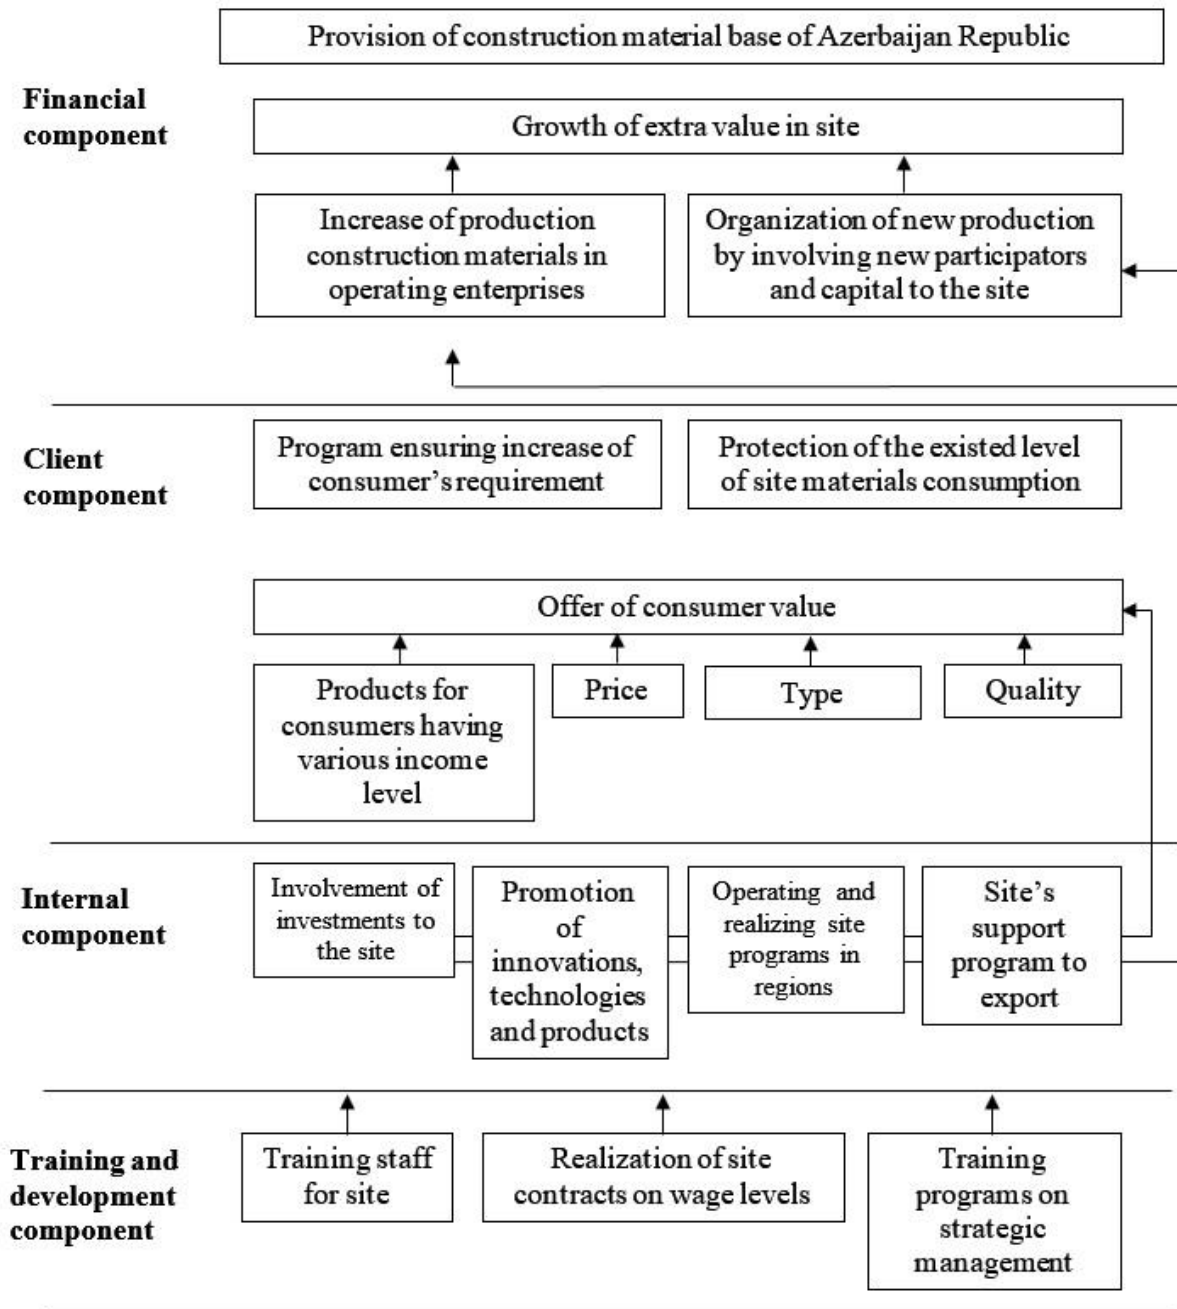 Provision of construction material base of Azerbaijan Republic
Financial
component
Growth of extra value in site
Increase of production
construction materials in
operating enterprises
Organization of new production
by involving new participators
and capital to the site
Client
component
Program ensuring increase of
consumer's requirement
Protection of the existed level
of site materials consumption
Offer of consumer value
Products for
consumers having
various income
level
Price
Type
Quality
Internal
component
Involvement of
investments to
the site
Promotion
of
innovations,
technologies
and products
Operating and
realizing site
programs in
regions
Site's
support
program to
export
Training and
development
component
Training staff
for site
Realization of site
contracts on wage levels
Training
programs on
strategic
management